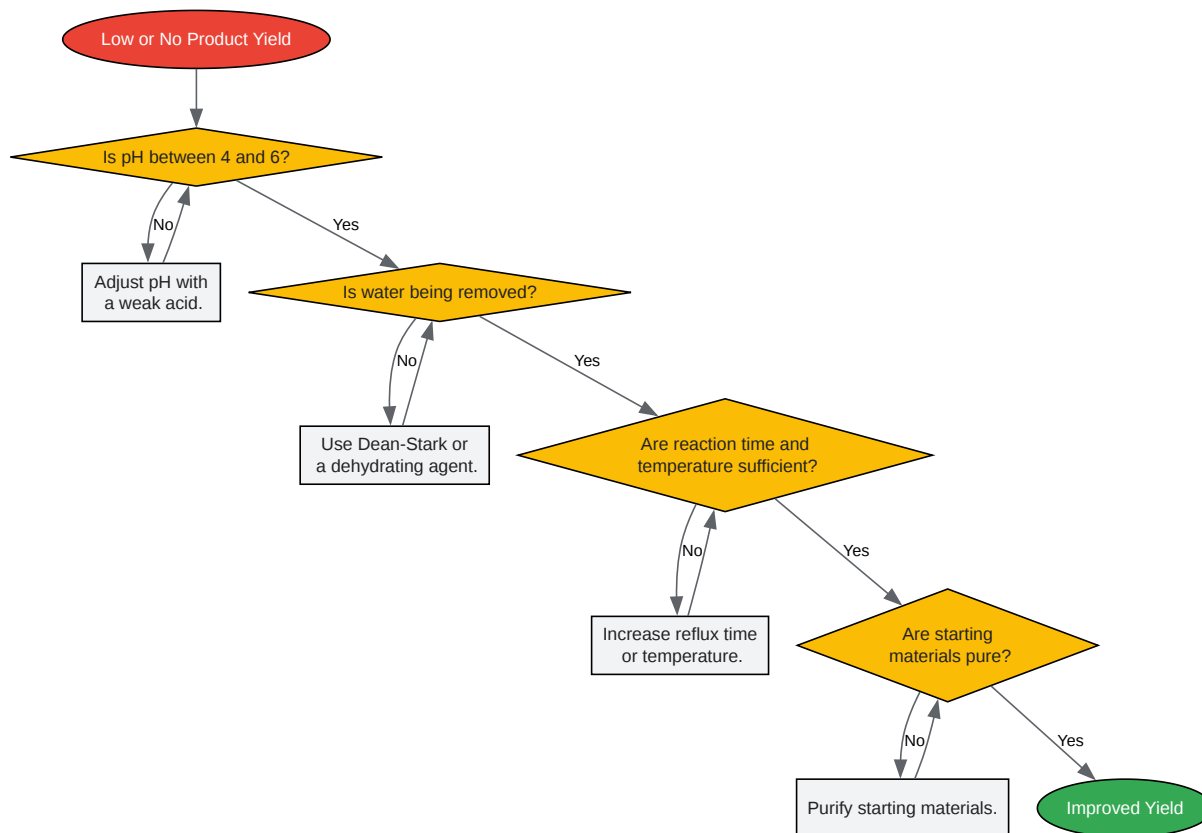 Low or No Product Yield
Is pH between 4 and 6?
No
Yes
Adjust pH with
a weak acid.
Is water being removed?
No
Yes
Use Dean-Stark or
a dehydrating agent.
Are reaction time and
temperature sufficient?
No
Yes
Increase reflux time
or temperature.
Are starting
materials pure?
No
Yes
Purify starting materials.
Improved Yield